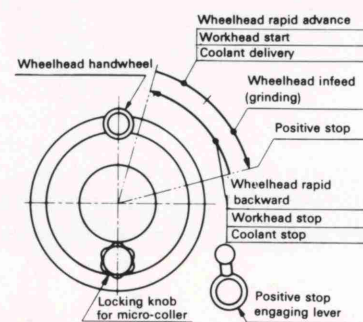 Wheelhead rapid advance
Workhead start
Coolant delivery
Wheelhead handwheel
Wheelhead infeed
(grinding)
Positive stop
Wheelhead rapid
backward
Workhead stop
Coolant stop
Locking knob
for micro-coller
Positive stop
engaging lever